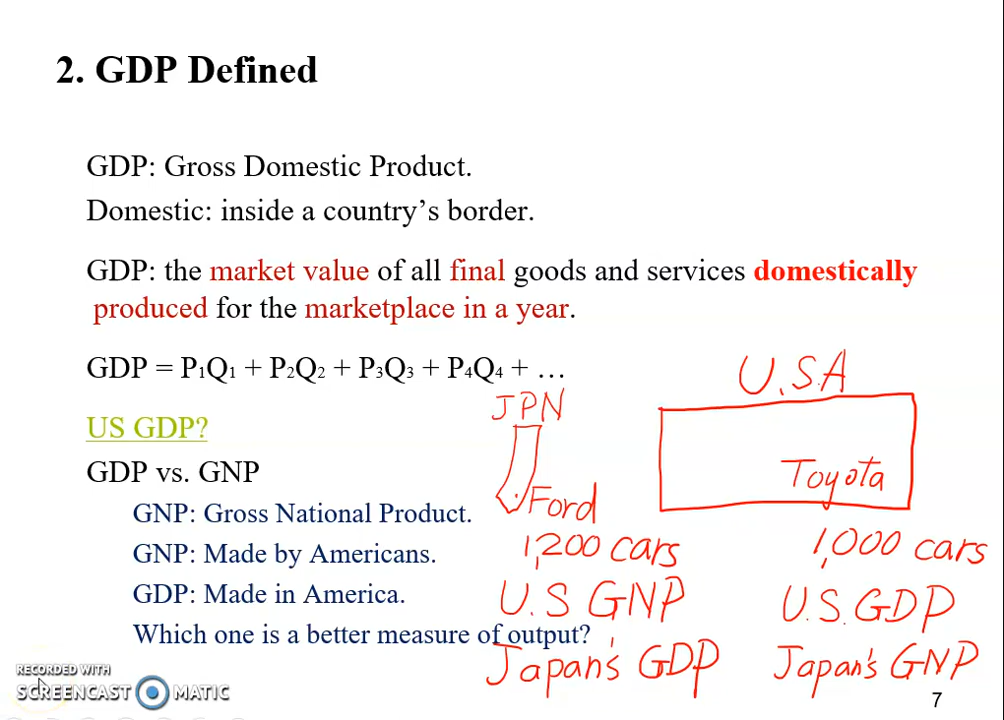 2. GDP Defined
GDP: Gross Domestic Product.
Domestic: inside a country’s border.
GDP: the market value of all final goods and services domestically
produced for the marketplace in a year.
GDP = P₁Q₁ + P₂Q₂ + P₃Q₃ + P₄Q₄ + …
US GDP?
GDP vs. GNP
GNP: Gross National Product.
GNP: Made by Americans.
GDP: Made in America.
Which one is a better measure of output?
JPN
Ford
1,200 cars
U.S GNP
Japan's GDP
U.S.A
Toyota
1,000 cars
U.S.GDP
Japan's GNP
RECORDED WITH
SCREENCAST MATIC
7